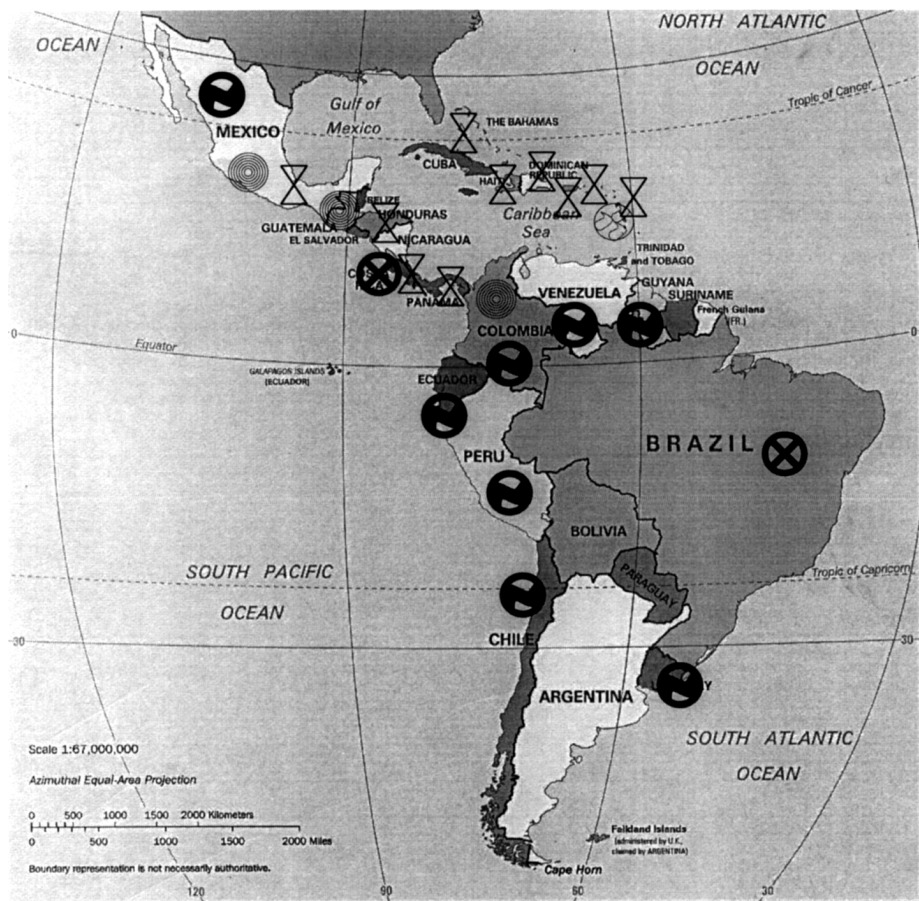 NORTH ATLANTIC
OCEAN
OCEAN
Tropic of Cancer
Gulf of
Mexico
MEXICO
THE BAHAMAS
CUBA
DOMINICAN
REPUBLIC
HAITI
BELIZE
HONDURAS
Caribbean
Sea
GUATEMALA
EL SALVADOR
NICARAGUA
TRINIDAD
and TOBAGO
COSTA
PANAMA
VENEZUELA
GUYANA
SURINAME
French Guiana
(FR.)
COLOMBIA
0
0
Equator
GALAPAGOS ISLANDS
(ECUADOR)
ECUADOR
BRAZIL
PERU
BOLIVIA
SOUTH PACIFIC
OCEAN
Tropic of Capricorn
PARAGUAY
30
30
CHILE
ARGENTINA
SOUTH ATLANTIC
OCEAN
Scale 1:67,000,000
Azimuthal Equal-Area Projection
0 500 1000 1500 2000 Kilometers
0 500 1000 1500 2000 Miles
Boundary representation is not necessarily authoritative.
Falkland Islands
(administered by U.K.,
claimed by ARGENTINA)
Cape Horn
120 90 60 30